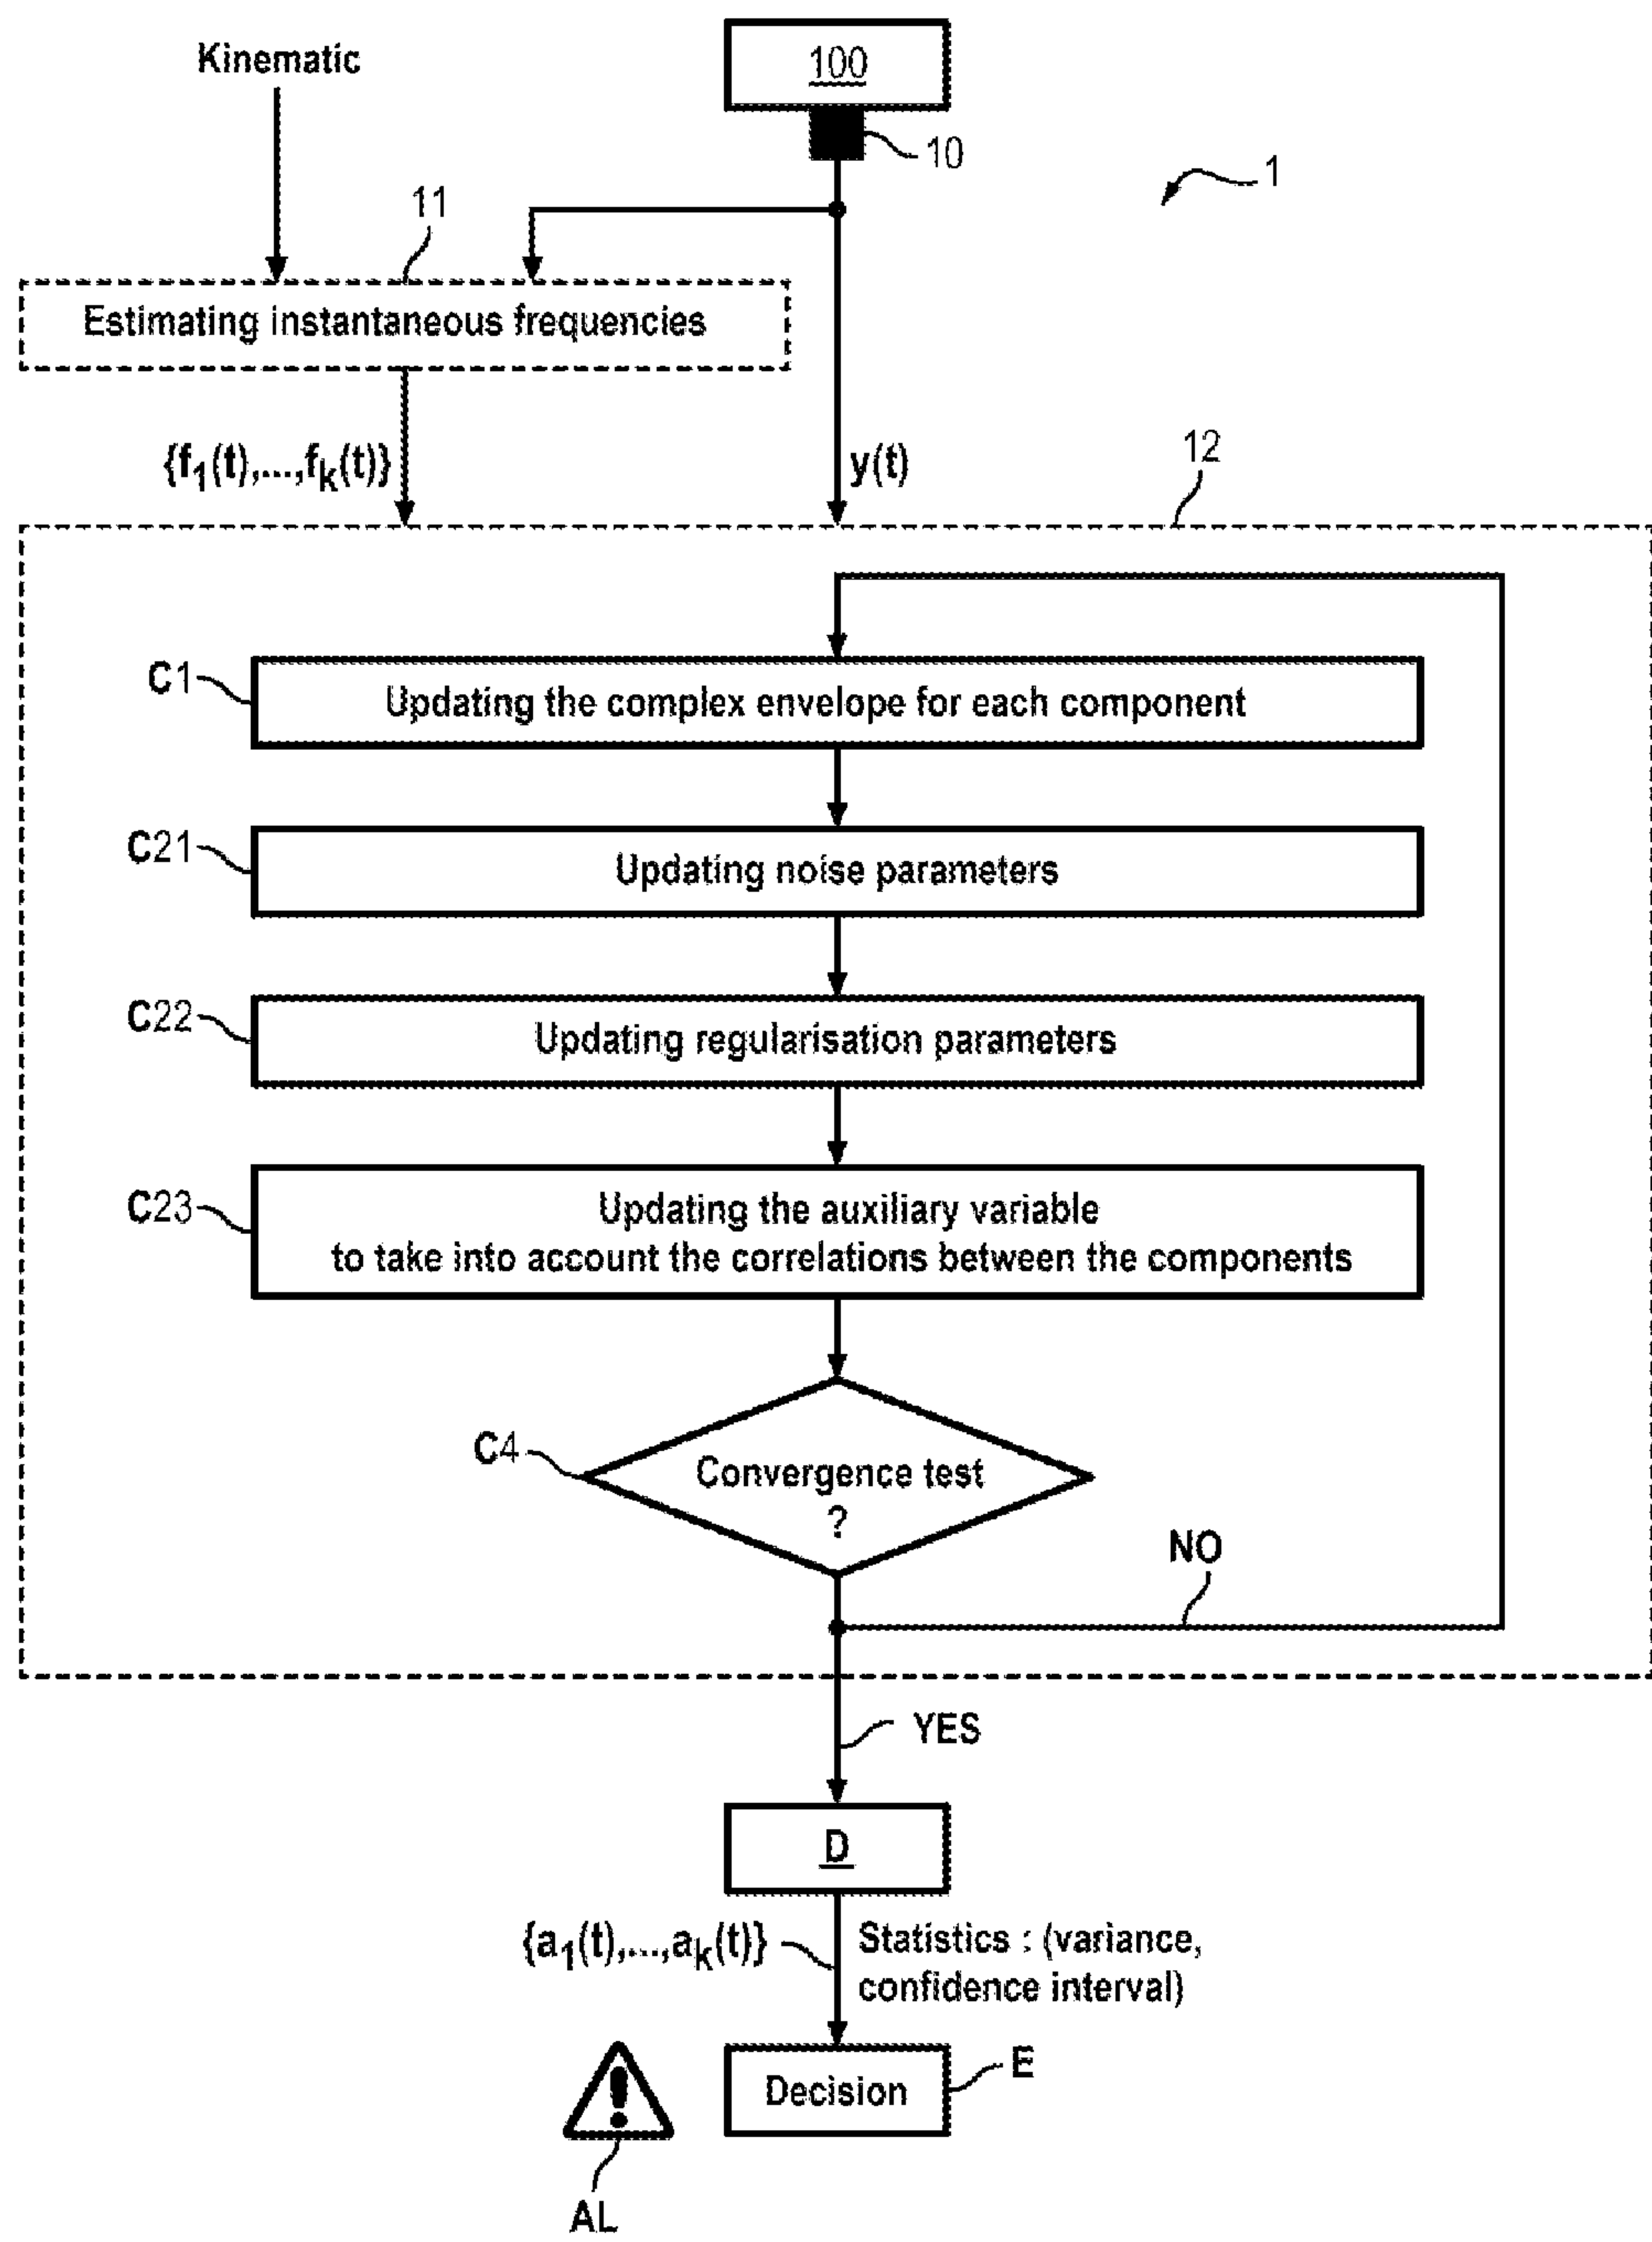 Kinematic
100
10
1
11
Estimating instantaneous frequencies
{f1(t),...,fk(t)}
y(t)
12
C1
Updating the complex envelope for each component
C21
Updating noise parameters
C22
Updating regularisation parameters
C23
Updating the auxiliary variable
to take into account the correlations between the components
C4
Convergence test
?
NO
YES
D
{a1(t),...,ak(t)}
Statistics : (variance,
confidence interval)
Decision
E
AL